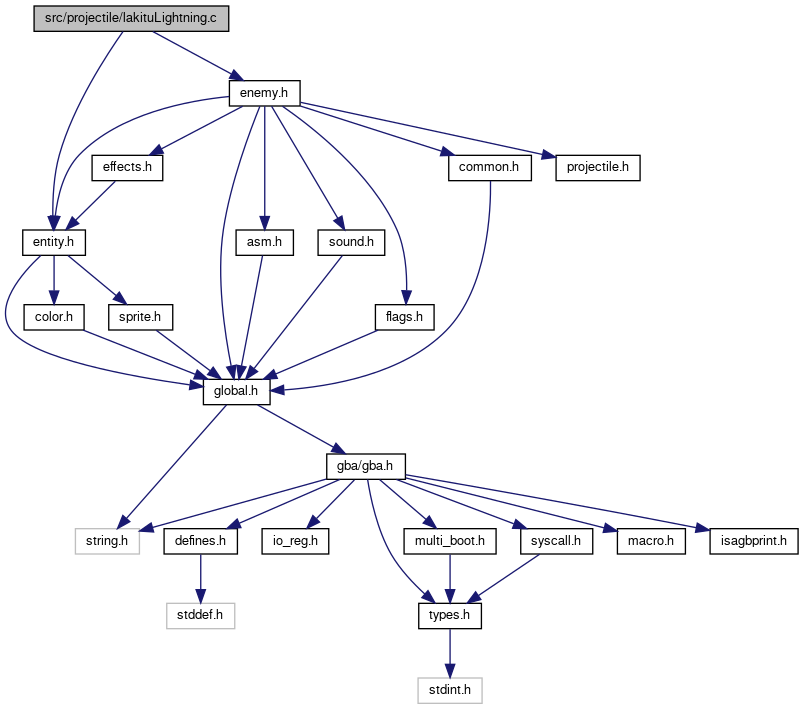 src/projectile/lakituLightning.c
enemy.h
effects.h
common.h
projectile.h
entity.h
asm.h
sound.h
color.h
sprite.h
flags.h
global.h
gba/gba.h
string.h
defines.h
io_reg.h
multi_boot.h
syscall.h
macro.h
isagbprint.h
stddef.h
types.h
stdint.h